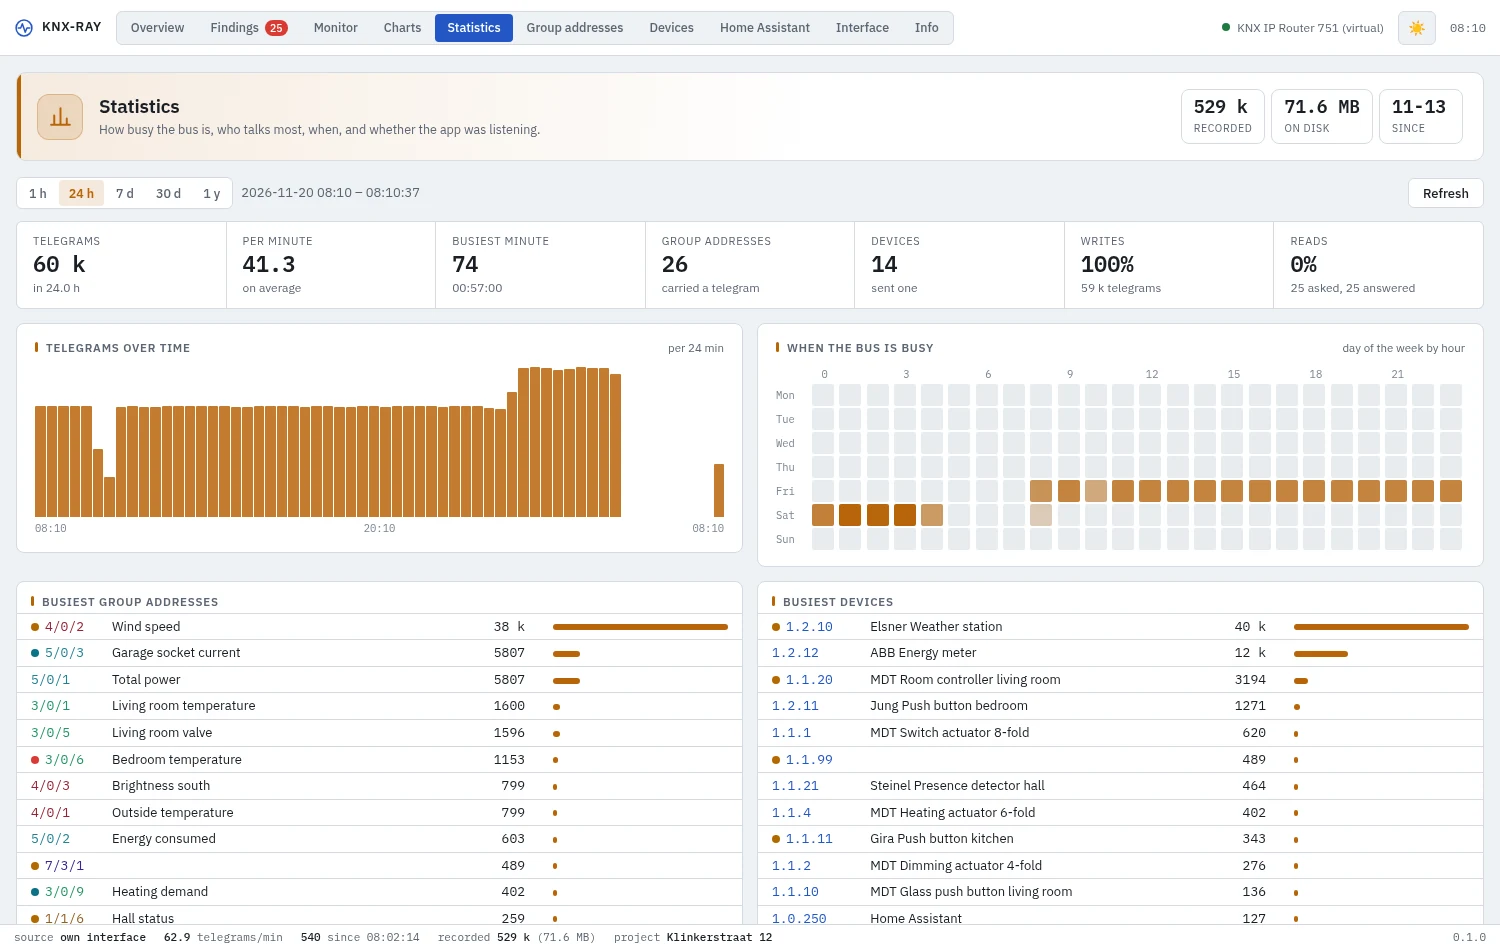 KNX-RAY Overview Findings 25 Monitor Charts Statistics Group addresses Devices Home Assistant Interface Info KNX IP Router 751 (virtual) 08:10
Statistics
How busy the bus is, who talks most, when, and whether the app was listening.
529 k RECORDED
71.6 MB ON DISK
11-13 SINCE
1 h 24 h 7 d 30 d 1 y 2026-11-20 08:10 – 08:10:37 Refresh
TELEGRAMS PER MINUTE BUSIEST MINUTE GROUP ADDRESSES DEVICES WRITES READS
60 k 41.3 74 26 14 100% 0%
in 24.0 h on average 00:57:00 carried a telegram sent one 59 k telegrams 25 asked, 25 answered
TELEGRAMS OVER TIME per 24 min
08:10 20:10 08:10
WHEN THE BUS IS BUSY day of the week by hour
0 3 6 9 12 15 18 21
Mon
Tue
Wed
Thu
Fri
Sat
Sun
BUSIEST GROUP ADDRESSES
4/0/2 Wind speed 38 k
5/0/3 Garage socket current 5807
5/0/1 Total power 5807
3/0/1 Living room temperature 1600
3/0/5 Living room valve 1596
3/0/6 Bedroom temperature 1153
4/0/3 Brightness south 799
4/0/1 Outside temperature 799
5/0/2 Energy consumed 603
7/3/1 489
3/0/9 Heating demand 402
1/1/6 Hall status 259
BUSIEST DEVICES
1.2.10 Elsner Weather station 40 k
1.2.12 ABB Energy meter 12 k
1.1.20 MDT Room controller living room 3194
1.2.11 Jung Push button bedroom 1271
1.1.1 MDT Switch actuator 8-fold 620
1.1.99 489
1.1.21 Steinel Presence detector hall 464
1.1.4 MDT Heating actuator 6-fold 402
1.1.11 Gira Push button kitchen 343
1.1.2 MDT Dimming actuator 4-fold 276
1.1.10 MDT Glass push button living room 136
1.0.250 Home Assistant 127
source own interface 62.9 telegrams/min 540 since 08:02:14 recorded 529 k (71.6 MB) project Klinkerstraat 12 0.1.0